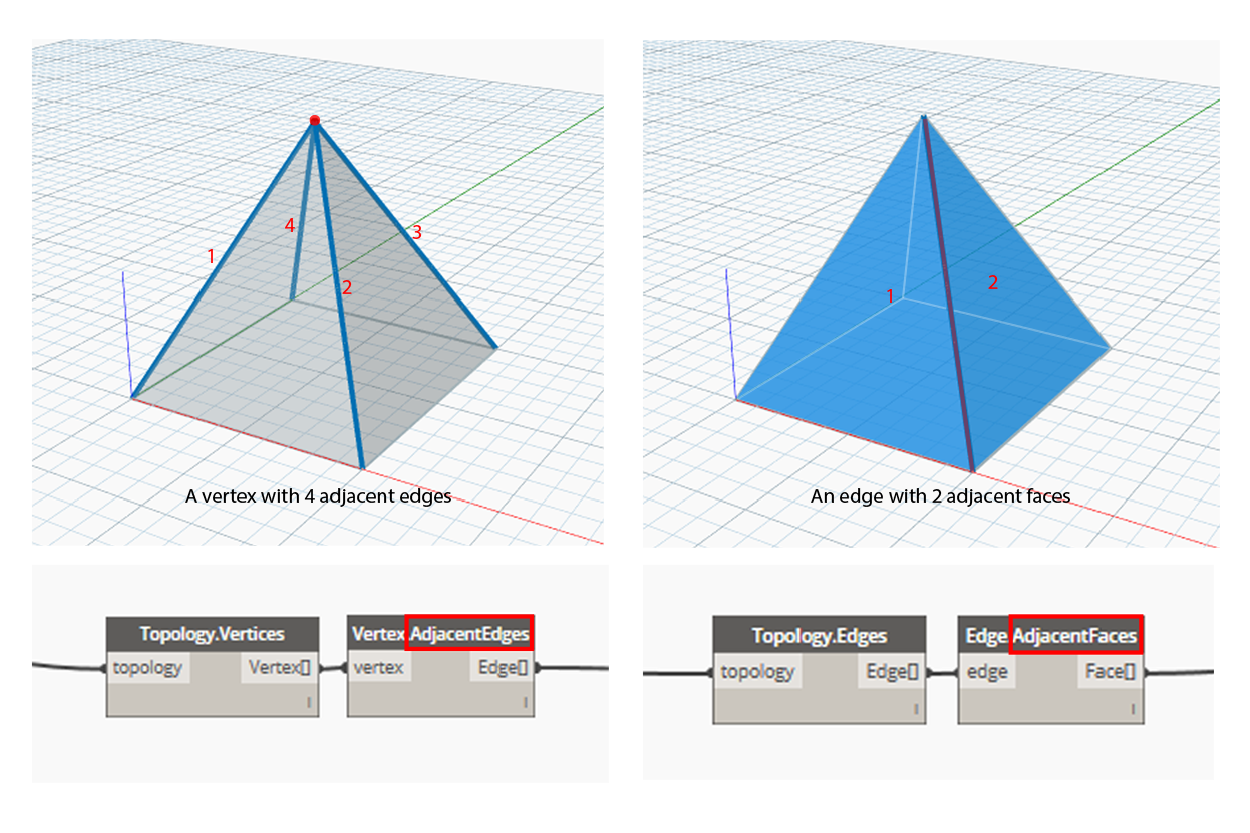 4
1
3
2
A vertex with 4 adjacent edges
1
2
An edge with 2 adjacent faces
Topology.Vertices
topology
Vertex[]
I
Vertex.AdjacentEdges
vertex
Edge[]
I
Topology.Edges
topology
Edge[]
I
Edge.AdjacentFaces
edge
Face[]
I